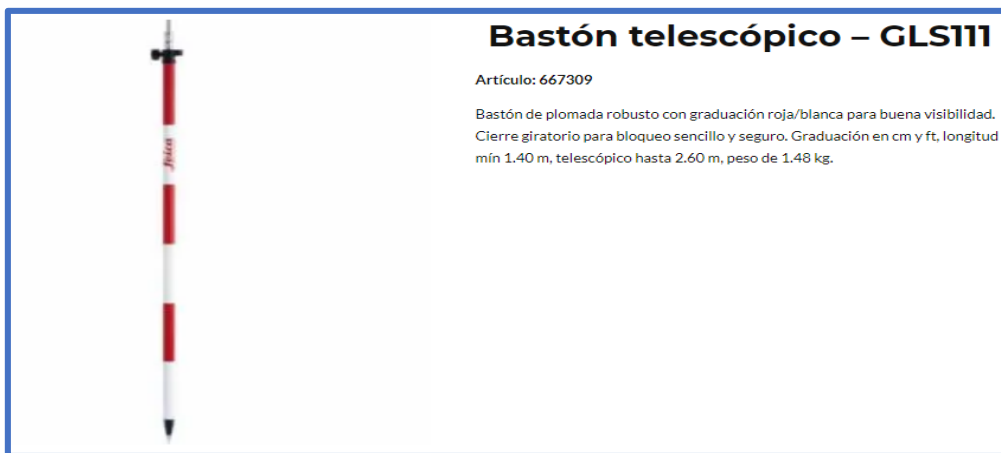 Bastón telescópico – GLS111
Artículo: 667309
Bastón de plomada robusto con graduación roja/blanca para buena visibilidad.
Cierre giratorio para bloqueo sencillo y seguro. Graduación en cm y ft, longitud
mín 1.40 m, telescópico hasta 2.60 m, peso de 1.48 kg.
Leica